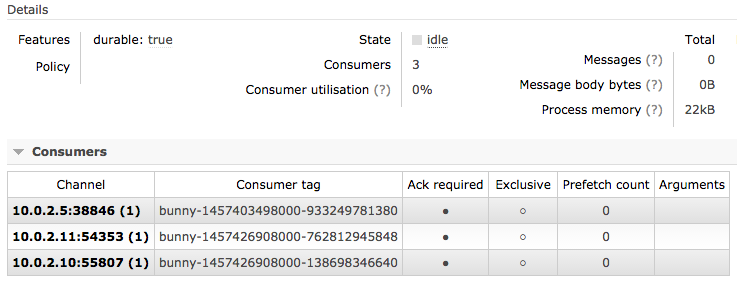 Details
Features durable: true State idle Total
Policy Consumers 3 Messages (?) 0
Consumer utilisation (?) 0% Message body bytes (?) 0B
Process memory (?) 22kB
Consumers
Channel Consumer tag Ack required Exclusive Prefetch count Arguments
10.0.2.5:38846 (1) bunny-1457403498000-933249781380 ● ○ 0
10.0.2.11:54353 (1) bunny-1457426908000-762812945848 ● ○ 0
10.0.2.10:55807 (1) bunny-1457426908000-138698346640 ● ○ 0